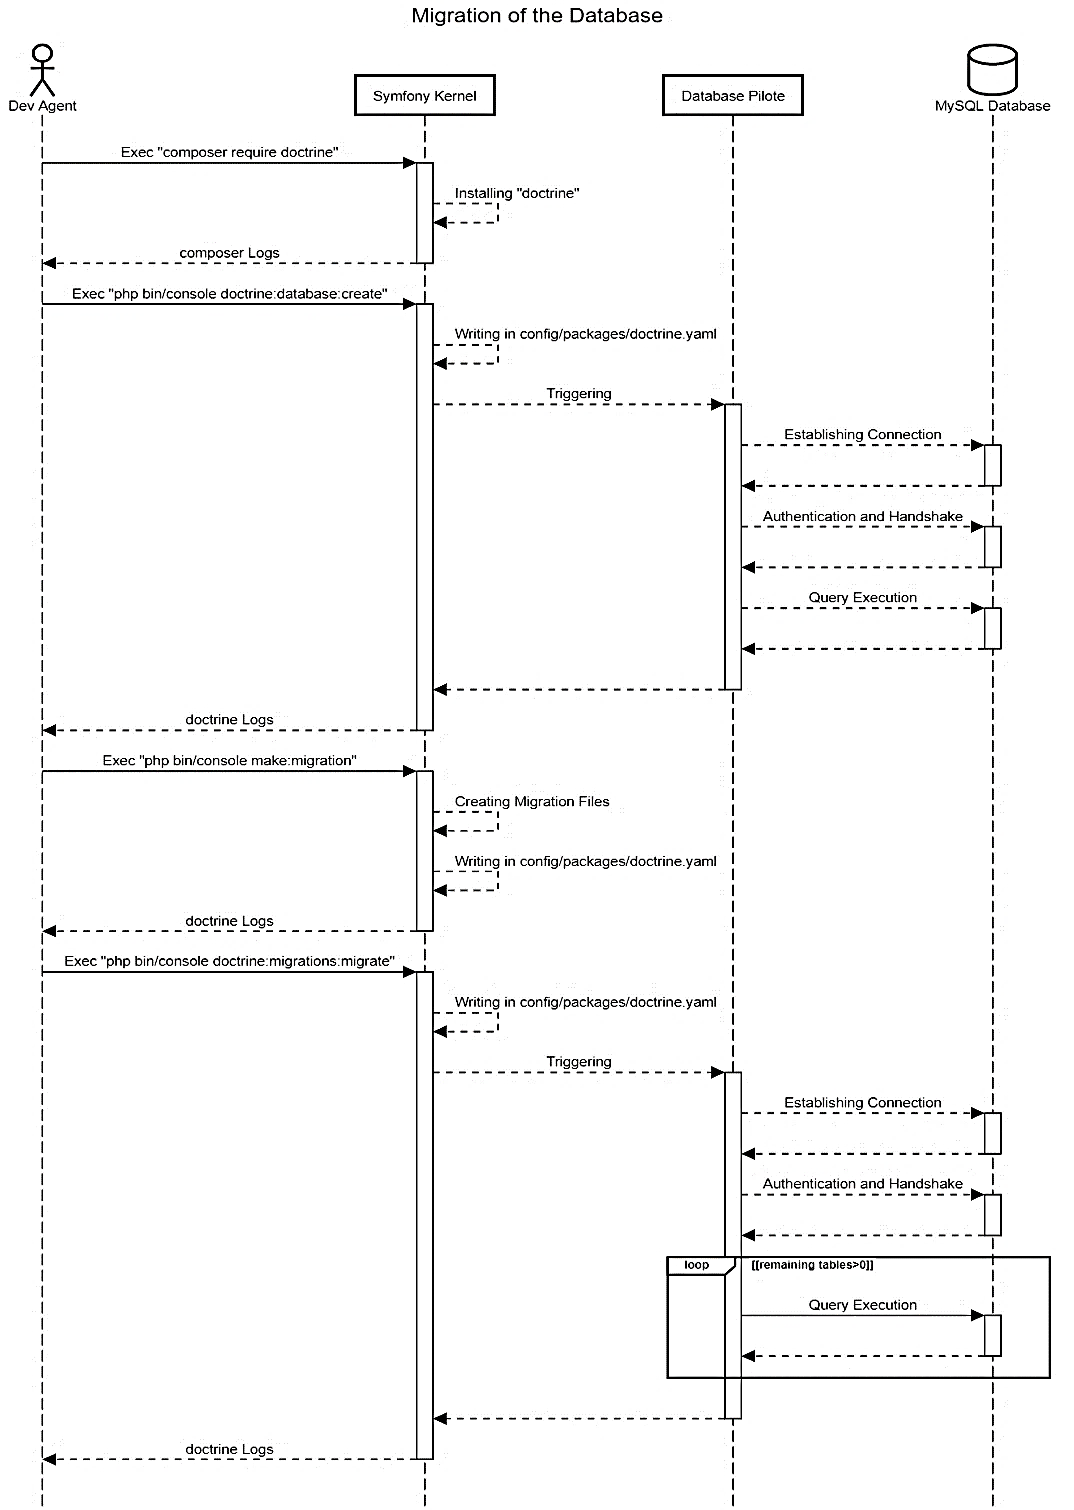 Migration of the Database
Dev Agent
Symfony Kernel
Database Pilote
MySQL Database
Exec "composer require doctrine"
Installing "doctrine"
composer Logs
Exec "php bin/console doctrine:database:create"
Writing in config/packages/doctrine.yaml
Triggering
Establishing Connection
Authentication and Handshake
Query Execution
doctrine Logs
Exec "php bin/console make:migration"
Creating Migration Files
Writing in config/packages/doctrine.yaml
doctrine Logs
Exec "php bin/console doctrine:migrations:migrate"
Writing in config/packages/doctrine.yaml
Triggering
Establishing Connection
Authentication and Handshake
loop
[[remaining tables>0]]
Query Execution
doctrine Logs